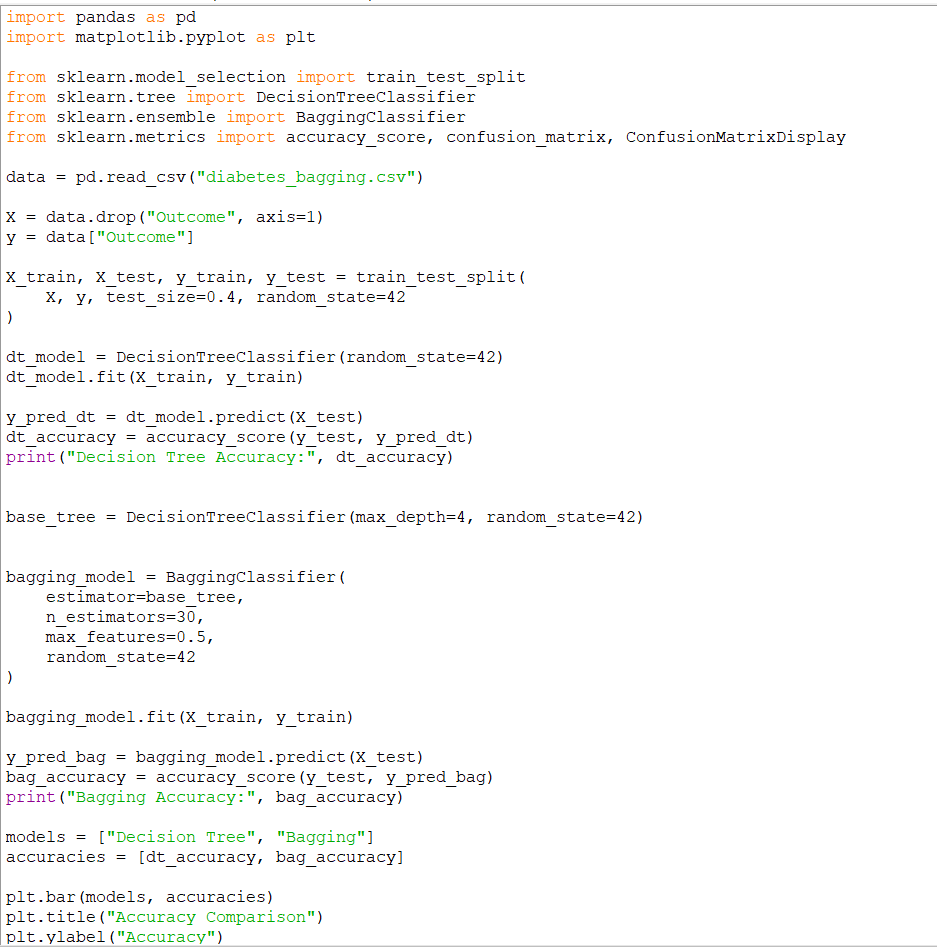 import pandas as pd
import matplotlib.pyplot as plt

from sklearn.model_selection import train_test_split
from sklearn.tree import DecisionTreeClassifier
from sklearn.ensemble import BaggingClassifier
from sklearn.metrics import accuracy_score, confusion_matrix, ConfusionMatrixDisplay

data = pd.read_csv("diabetes_bagging.csv")

X = data.drop("Outcome", axis=1)
y = data["Outcome"]

X_train, X_test, y_train, y_test = train_test_split(
    X, y, test_size=0.4, random_state=42
)

dt_model = DecisionTreeClassifier(random_state=42)
dt_model.fit(X_train, y_train)

y_pred_dt = dt_model.predict(X_test)
dt_accuracy = accuracy_score(y_test, y_pred_dt)
print("Decision Tree Accuracy:", dt_accuracy)


base_tree = DecisionTreeClassifier(max_depth=4, random_state=42)


bagging_model = BaggingClassifier(
    estimator=base_tree,
    n_estimators=30,
    max_features=0.5,
    random_state=42
)

bagging_model.fit(X_train, y_train)

y_pred_bag = bagging_model.predict(X_test)
bag_accuracy = accuracy_score(y_test, y_pred_bag)
print("Bagging Accuracy:", bag_accuracy)

models = ["Decision Tree", "Bagging"]
accuracies = [dt_accuracy, bag_accuracy]

plt.bar(models, accuracies)
plt.title("Accuracy Comparison")
plt.ylabel("Accuracy")